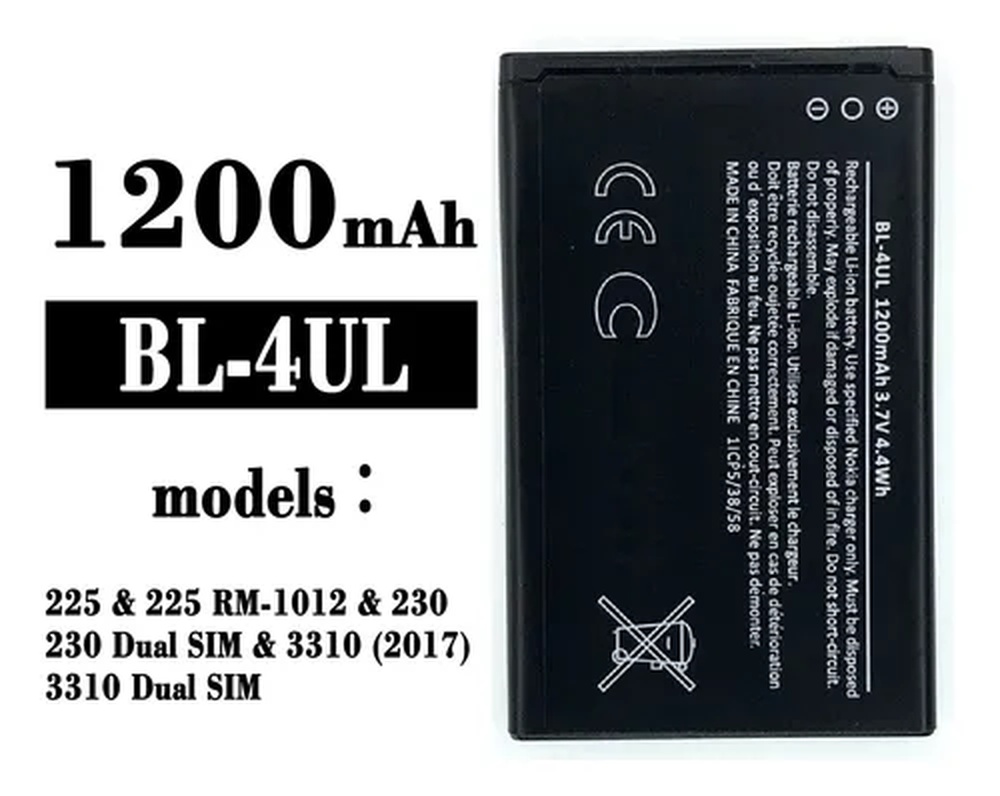 1200mAh
BL-4UL
models：
225 & 225 RM-1012 & 230
230 Dual SIM & 3310 (2017)
3310 Dual SIM
BL-4UL 1200mAh 3.7V 4.4Wh
Rechargeable Li-ion battery. Use specified Nokia charger only. Must be disposed
of properly. May explode if damaged or disposed of in fire. Do not short-circuit.
Do not disassemble.
Batterie rechargeable Li-ion. Utilisez exclusivement le chargeur.
Doit être recyclée oujetée correctement. Peut exploser en cas de détérioration
ou d' exposition au feu. Ne pas mettre en cout-circuit. Ne pas démonter.
MADE IN CHINA FABRIQUE EN CHINE 1ICP5/38/58
CE
C